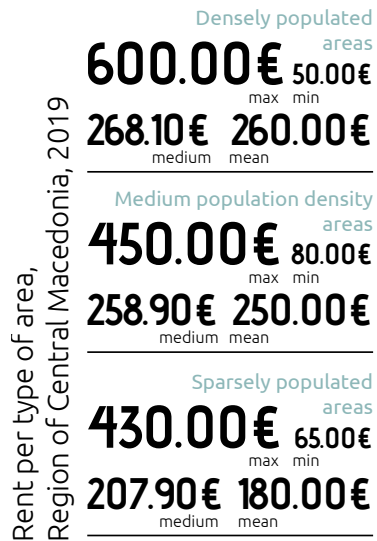 Rent per type of area,
Region of Central Macedonia, 2019
Densely populated
areas
600.00€ 50.00€
max min
268.10€ 260.00€
medium mean
Medium population density
areas
450.00€ 80.00€
max min
258.90€ 250.00€
medium mean
Sparsely populated
areas
430.00€ 65.00€
max min
207.90€ 180.00€
medium mean